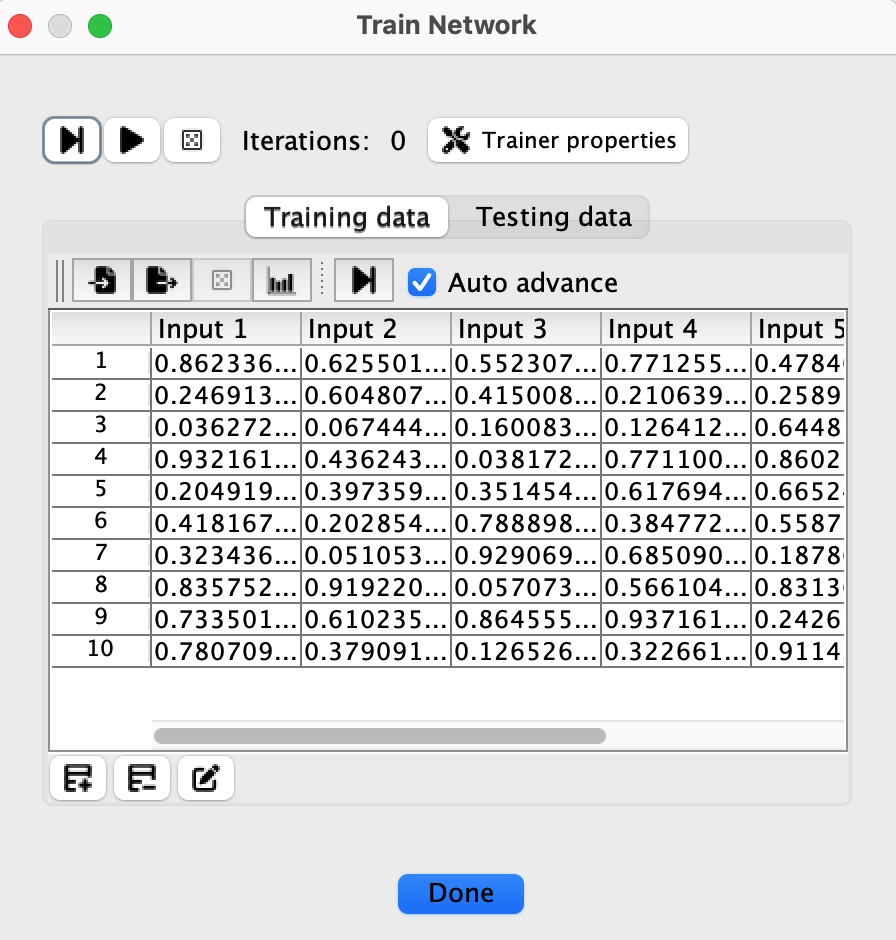 Train Network
Iterations: 0 Trainer properties
Training data Testing data
Auto advance
Input 1 Input 2 Input 3 Input 4 Input 5
1 0.862336... 0.625501... 0.552307... 0.771255... 0.4784
2 0.246913... 0.604807... 0.415008... 0.210639... 0.2589
3 0.036272... 0.067444... 0.160083... 0.126412... 0.6448
4 0.932161... 0.436243... 0.038172... 0.771100... 0.8602
5 0.204919... 0.397359... 0.351454... 0.617694... 0.6652
6 0.418167... 0.202854... 0.788898... 0.384772... 0.5587
7 0.323436... 0.051053... 0.929069... 0.685090... 0.1878
8 0.835752... 0.919220... 0.057073... 0.566104... 0.8313
9 0.733501... 0.610235... 0.864555... 0.937161... 0.2426
10 0.780709... 0.379091... 0.126526... 0.322661... 0.9114
Done